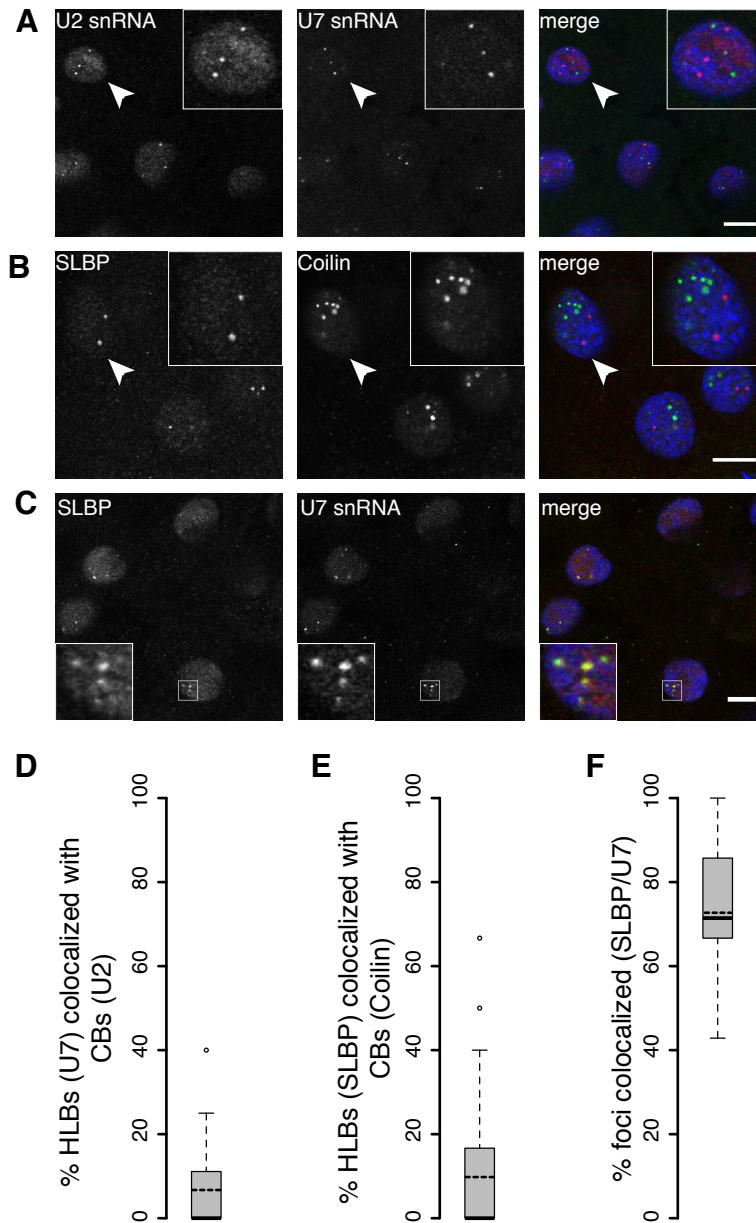 A
U2 snRNA
U7 snRNA
merge
B
SLBP
Coilin
merge
C
SLBP
U7 snRNA
merge
D
% HLBs (U7) colocalized with
CBs (U2)
0
20
40
60
80
100
E
% HLBs (SLBP) colocalized with
CBs (Coilin)
0
20
40
60
80
100
F
% foci colocalized (SLBP/U7)
0
20
40
60
80
100